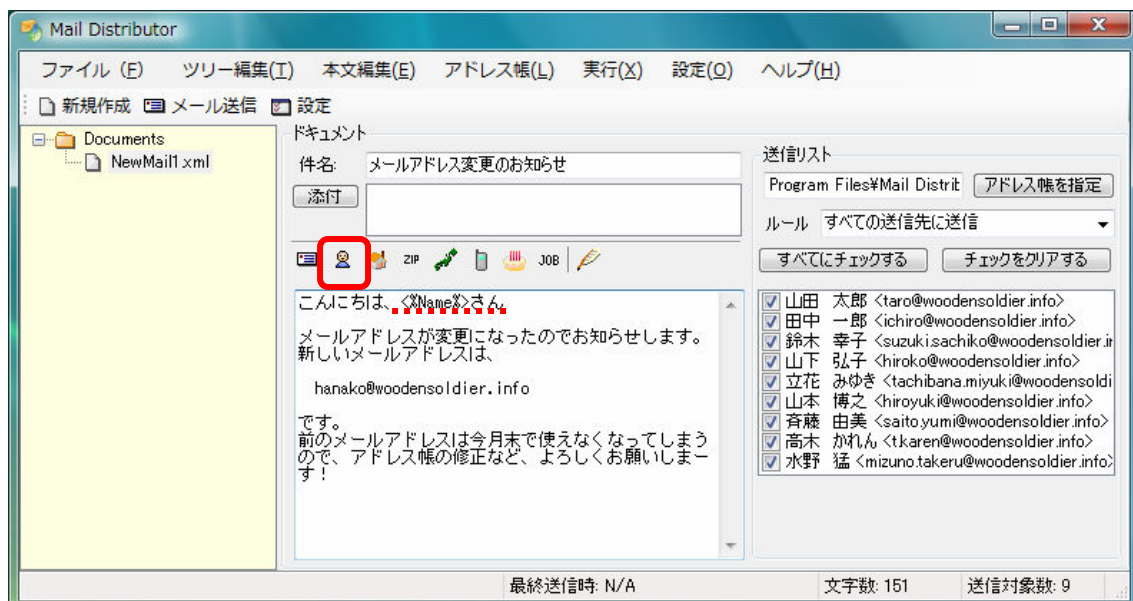 Mail Distributor
ファイル (F) ツリー編集(T) 本文編集(E) アドレス帳(L) 実行(X) 設定(O) ヘルプ(H)
新規作成 メール送信 設定
Documents
NewMail1.xml
ドキュメント
件名: メールアドレス変更のお知らせ
添付
ZIP JOB
こんにちは、<%Name%>さん
メールアドレスが変更になったのでお知らせします。
新しいメールアドレスは、
hanako@woodensoldier.info
です。
前のメールアドレスは今月末で使えなくなってしまう
ので、アドレス帳の修正など、よろしくお願いしまー
す！
送信リスト
Program Files¥Mail Distrib アドレス帳を指定
ルール すべての送信先に送信
すべてにチェックする チェックをクリアする
山田 太郎 <taro@woodensoldier.info>
田中 一郎 <ichiro@woodensoldier.info>
鈴木 幸子 <suzuki.sachiko@woodensoldier.ir
山下 弘子 <hiroko@woodensoldier.info>
立花 みゆき <tachibana.miyuki@woodensoldi
山本 博之 <hiroyuki@woodensoldier.info>
斉藤 由美 <saito.yumi@woodensoldier.info>
高木 かれん <t.karen@woodensoldier.info>
水野 猛 <mizuno.takeru@woodensoldier.info>
最終送信時: N/A 文字数: 151 送信対象数: 9